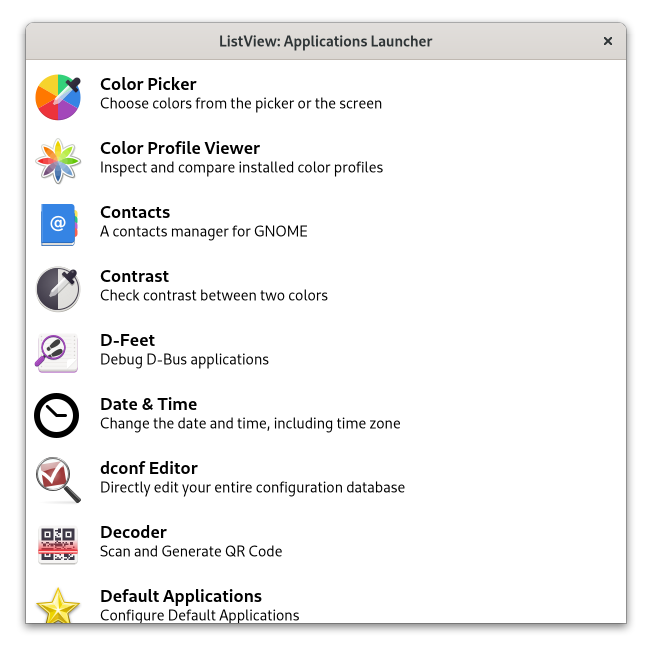 ListView: Applications Launcher
Color Picker
Choose colors from the picker or the screen
Color Profile Viewer
Inspect and compare installed color profiles
@
Contacts
A contacts manager for GNOME
Contrast
Check contrast between two colors
D-Feet
Debug D-Bus applications
Date & Time
Change the date and time, including time zone
dconf Editor
Directly edit your entire configuration database
Decoder
Scan and Generate QR Code
Default Applications
Configure Default Applications